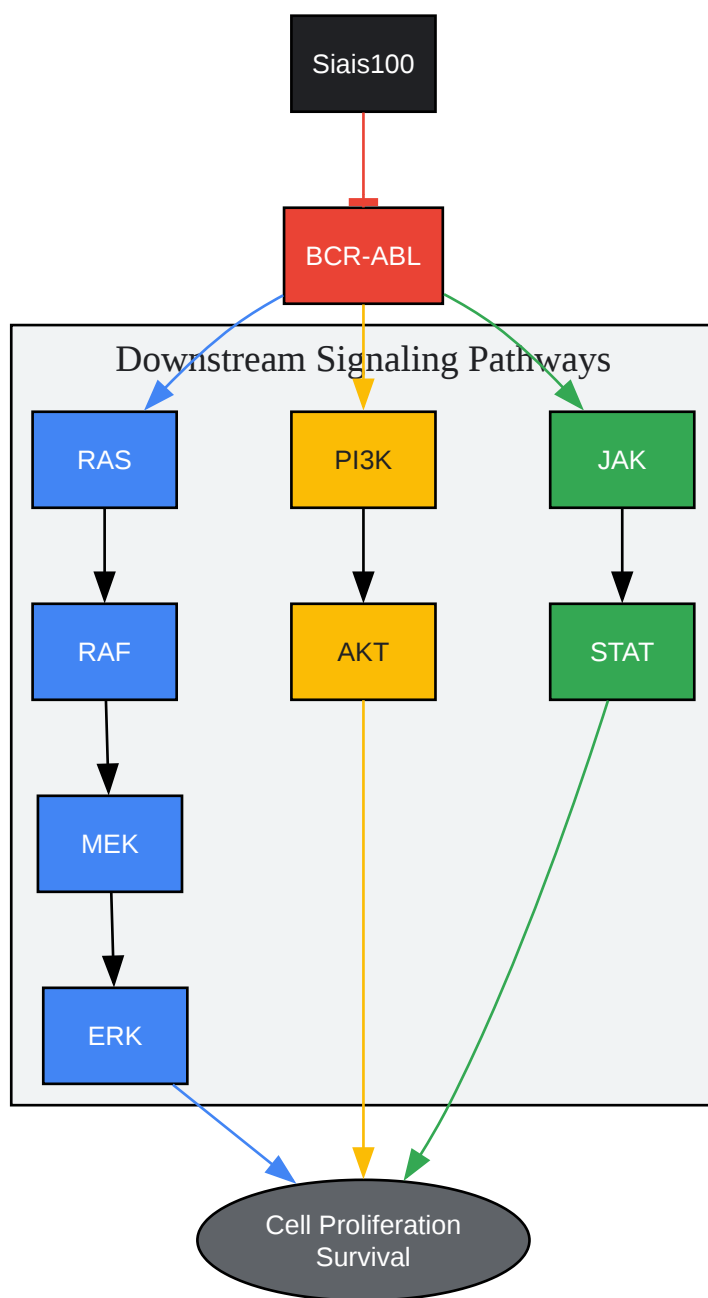 Siais100
BCR-ABL
Downstream Signaling Pathways
RAS
PI3K
JAK
RAF
AKT
STAT
MEK
ERK
Cell Proliferation
Survival